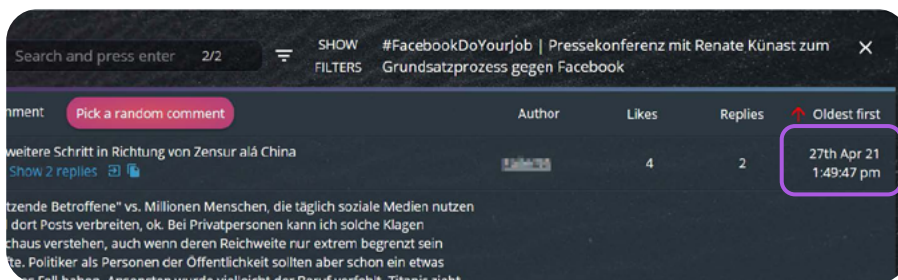 Search and press enter 2/2
SHOW FILTERS
#FacebookDoYourJob | Pressekonferenz mit Renate Künast zum
Grundsatzprozess gegen Facebook
Pick a random comment
Author Likes Replies Oldest first
weitere Schritt in Richtung von Zensur alá China
4 2 27th Apr 21
Show 2 replies
1:49:47 pm
Betroffene" vs. Millionen Menschen, die täglich soziale Medien nutzen
dort Posts verbreiten, ok. Bei Privatpersonen kann ich solche Klagen
verstehen, auch wenn deren Reichweite nur extrem begrenzt sein
Politiker als Personen der Öffentlichkeit sollten aber schon ein etwas